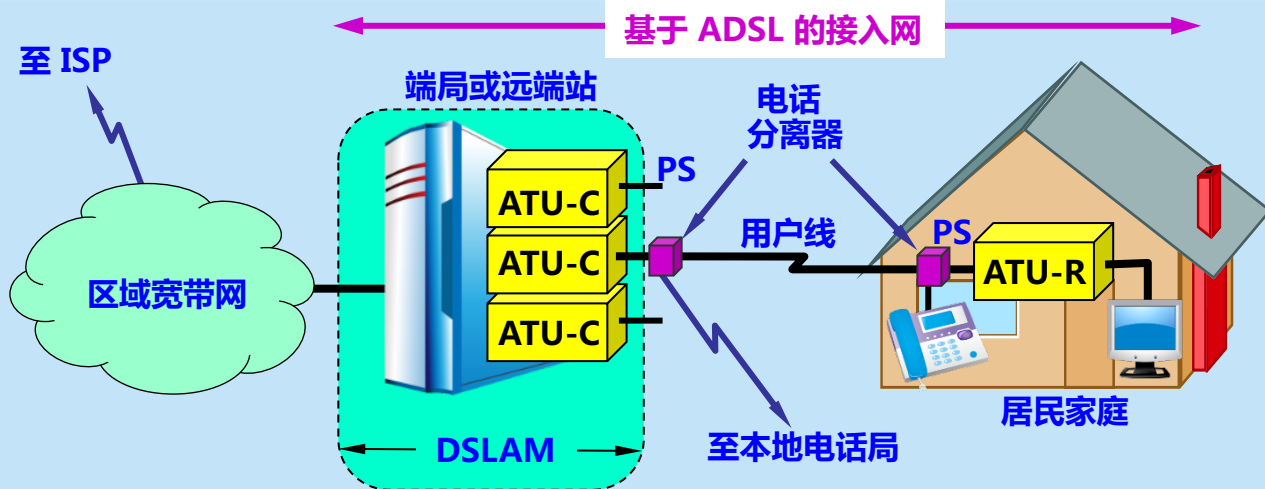 基于 ADSL 的接入网
至 ISP
端局或远端站
电话
分离器
PS
ATU-C
用户线
PS
区域宽带网
ATU-C
ATU-R
ATU-C
居民家庭
DSLAM
至本地电话局